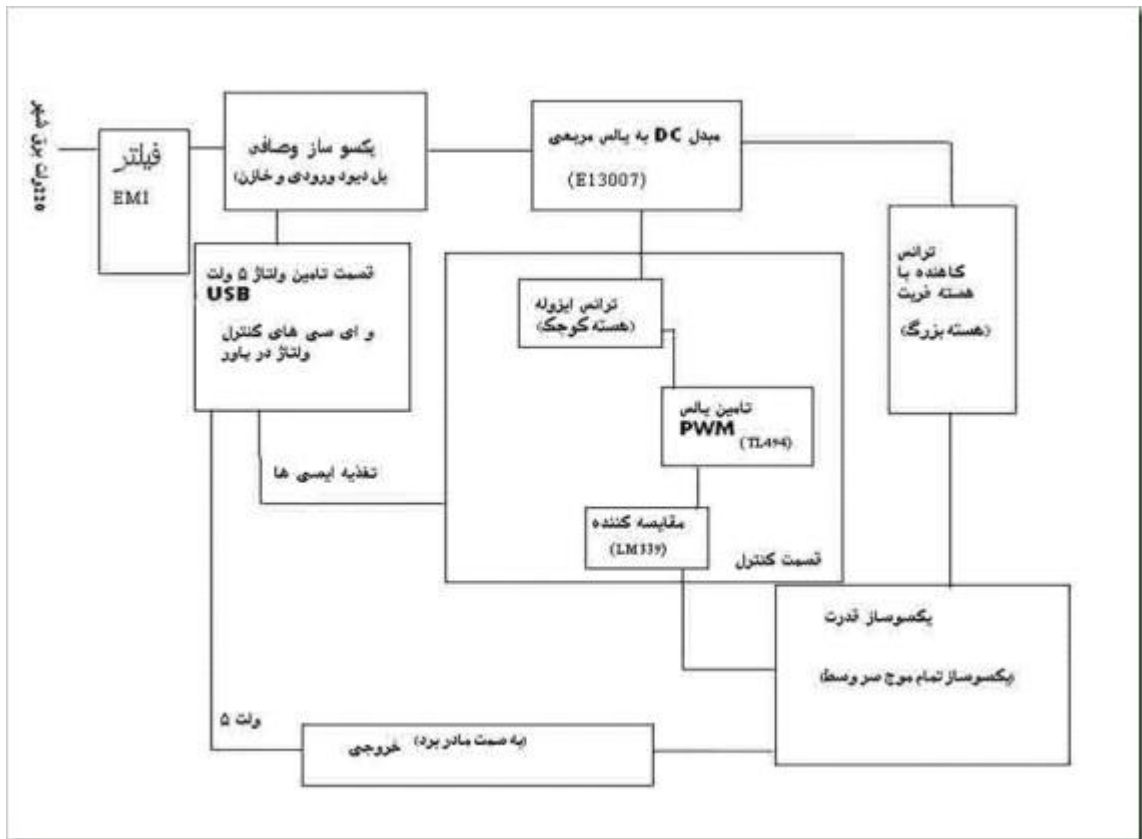 220ولت برق شهر
فیلتر
EMI
یکسو ساز وصافی
پل دیود ورودی و خازن)
مبدل DC به پالس مربعی
(E13007)
ترانس
کاهنده با
هسته فریت
(هسته بزرگ)
قسمت تامین ولتاژ ۵ ولت
USB
و ای سی های کنترل
ولتاژ در پاور
ترانس ایزوله
(هسته کوچک)
تامین پالس
PWM (TL494)
تغذیه ایسی ها
مقایسه کننده
(LM339)
قسمت کنترل
یکسوساز قدرت
(یکسوساز تمام موج سر وسط)
ولت ۵
خروجی (به صمت مادر برد)